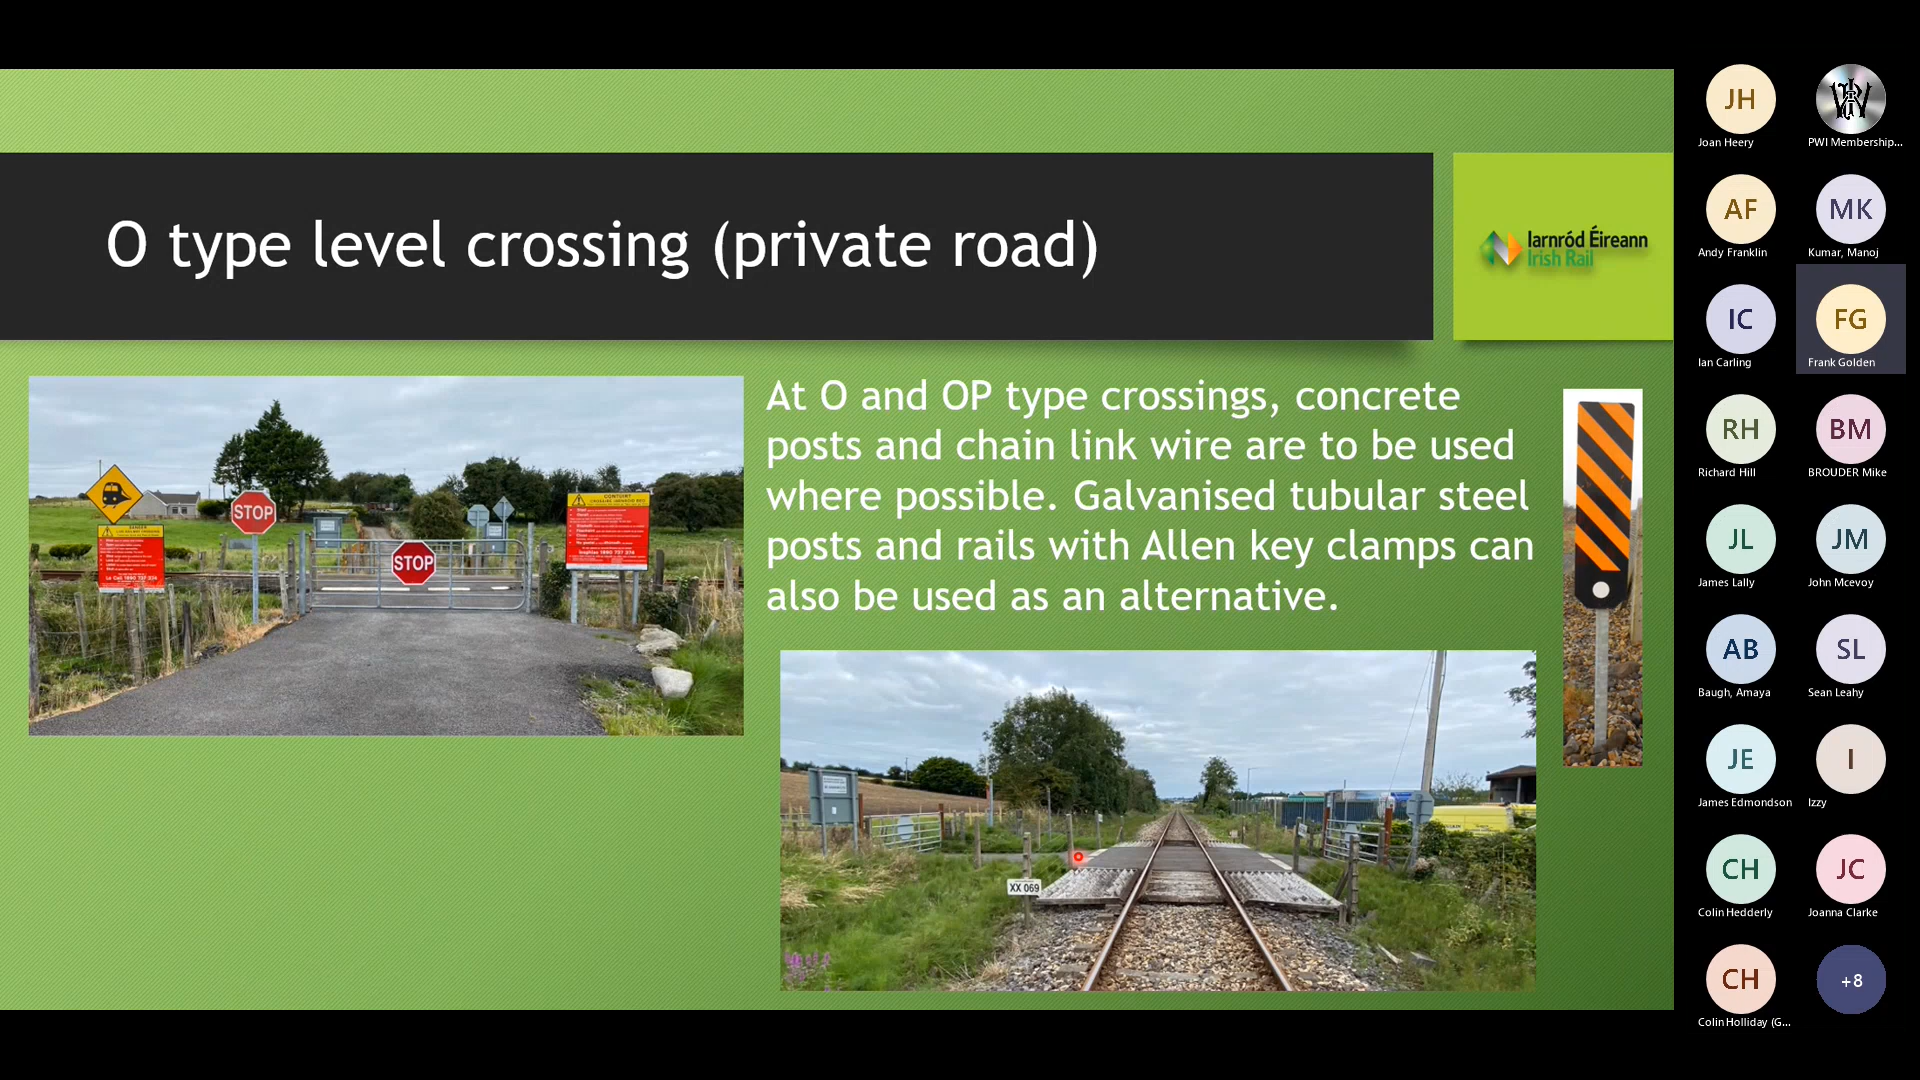 O type level crossing (private road)
Iarnród Éireann
Irish Rail
At O and OP type crossings, concrete
posts and chain link wire are to be used
where possible. Galvanised tubular steel
posts and rails with Allen key clamps can
also be used as an alternative.
STOP
STOP
XX 069
JH
Joan Heery
PWI Membership...
AF
Andy Franklin
MK
Kumar, Manoj
IC
Ian Carling
FG
Frank Golden
RH
Richard Hill
BM
BROUDER Mike
JL
James Lally
JM
John Mcevoy
AB
Baugh, Amaya
SL
Sean Leahy
JE
James Edmondson
I
Izzy
CH
Colin Hedderly
JC
Joanna Clarke
CH
Colin Holliday (G...
+8